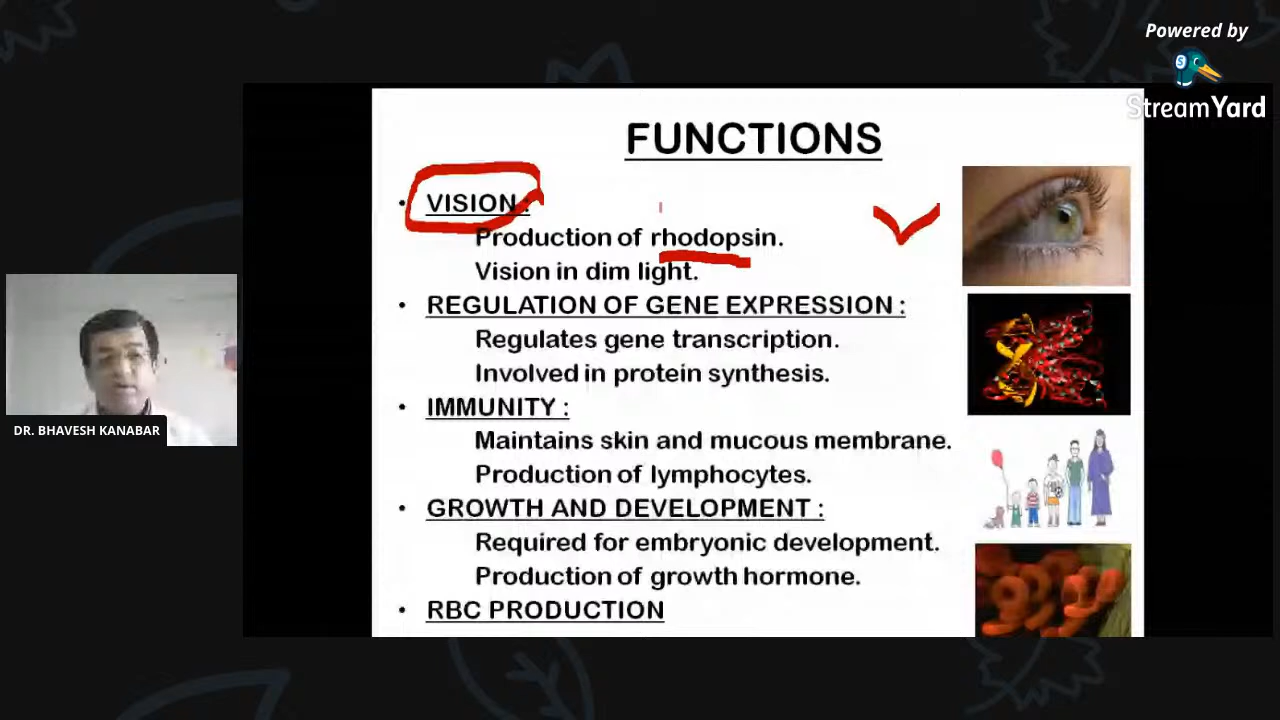 Powered by
StreamYard
FUNCTIONS
• VISION :
Production of rhodopsin.
Vision in dim light.
• REGULATION OF GENE EXPRESSION :
Regulates gene transcription.
Involved in protein synthesis.
• IMMUNITY :
Maintains skin and mucous membrane.
Production of lymphocytes.
• GROWTH AND DEVELOPMENT :
Required for embryonic development.
Production of growth hormone.
• RBC PRODUCTION
DR. BHAVESH KANABAR